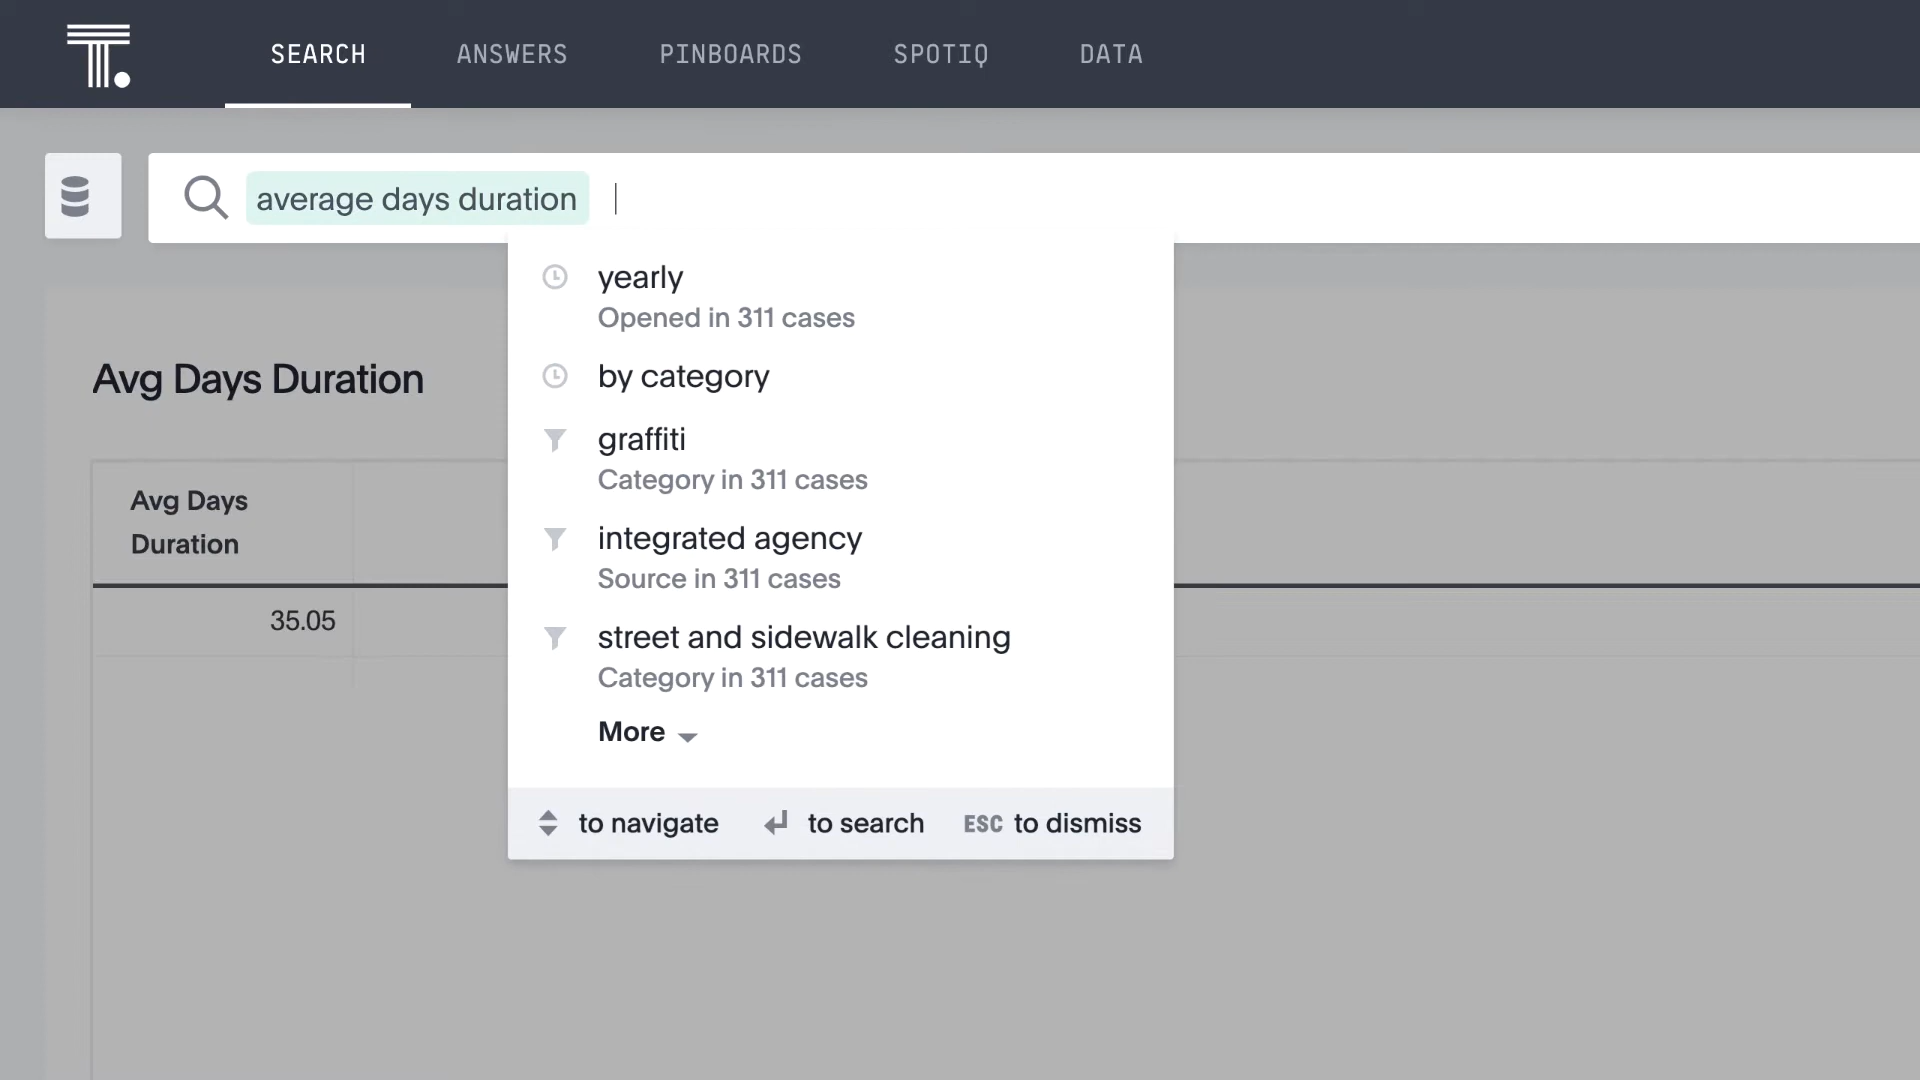 SEARCH ANSWERS PINBOARDS SPOTIQ DATA
average days duration
yearly
Opened in 311 cases
by category
graffiti
Category in 311 cases
integrated agency
Source in 311 cases
street and sidewalk cleaning
Category in 311 cases
More
to navigate to search ESC to dismiss
Avg Days Duration
Avg Days
Duration
35.05